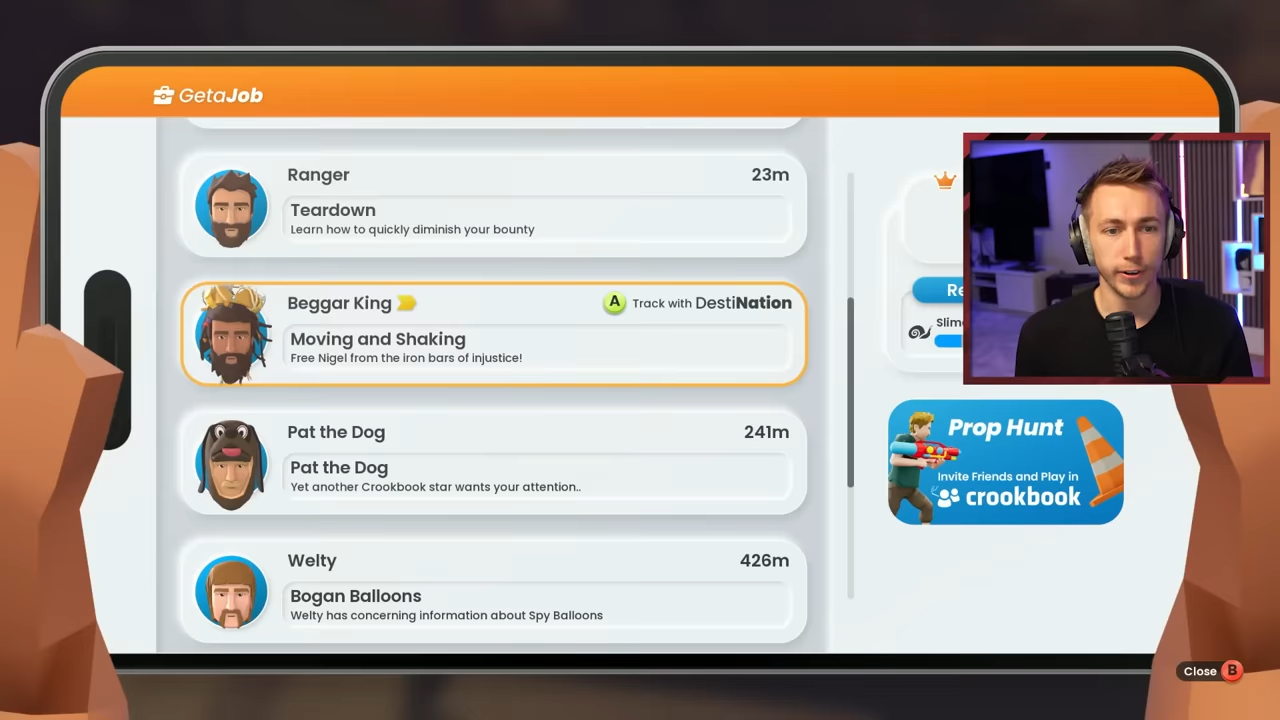 GetaJob
Ranger
23m
Teardown
Learn how to quickly diminish your bounty
Beggar King
A Track with DestiNation
Moving and Shaking
Free Nigel from the iron bars of injustice!
Pat the Dog
241m
Pat the Dog
Yet another Crookbook star wants your attention..
Welty
426m
Bogan Balloons
Welty has concerning information about Spy Balloons
Prop Hunt
Invite Friends and Play in
crookbook
Close B